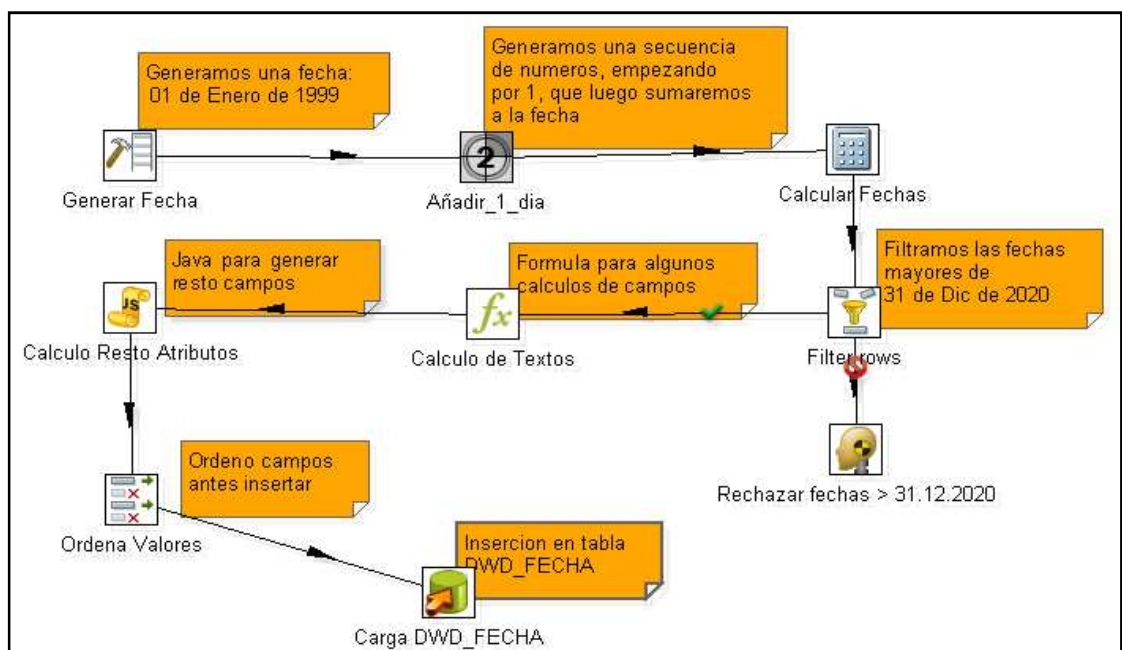 Generamos una fecha:
01 de Enero de 1999
Generar Fecha
Generamos una secuencia
de numeros, empezando
por 1, que luego sumaremos
a la fecha
2
Añadir_1_dia
Calcular Fechas
Filtramos las fechas
mayores de
31 de Dic de 2020
Filter rows
Formula para algunos
calculos de campos
fx
Calculo de Textos
Java para generar
resto campos
JS
Calculo Resto Atributos
Rechazar fechas > 31.12.2020
Ordeno campos
antes insertar
Ordena Valores
Insercion en tabla
DWD_FECHA
Carga DWD_FECHA